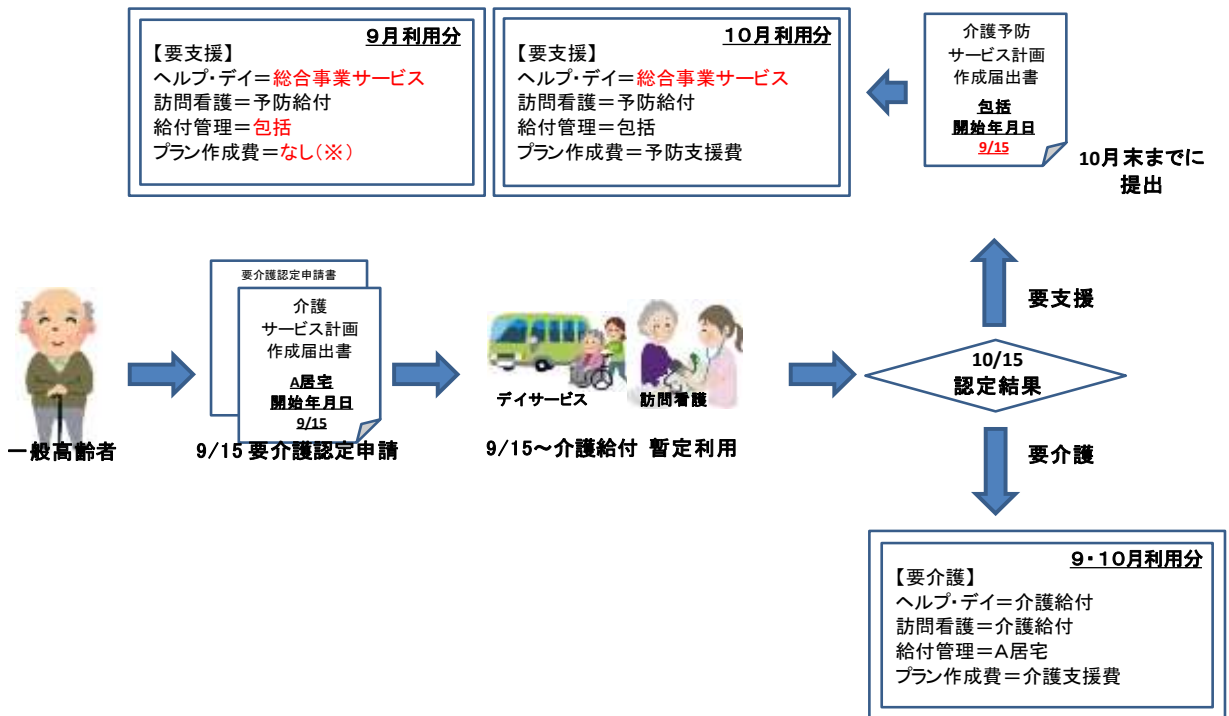 ９月利用分
【要支援】
ヘルプ・デイ＝総合事業サービス
訪問看護＝予防給付
給付管理＝包括
プラン作成費＝なし（※）
１０月利用分
【要支援】
ヘルプ・デイ＝総合事業サービス
訪問看護＝予防給付
給付管理＝包括
プラン作成費＝予防支援費
介護予防
サービス計画
作成届出書
包括
開始年月日
9/15
10月末までに
提出
一般高齢者
要介護認定申請書
介護
サービス計画
作成届出書
A居宅
開始年月日
9/15
9/15 要介護認定申請
デイサービス
訪問看護
9/15～介護給付 暫定利用
要支援
10/15
認定結果
要介護
９・１０月利用分
【要介護】
ヘルプ・デイ＝介護給付
訪問看護＝介護給付
給付管理＝Ａ居宅
プラン作成費＝介護支援費